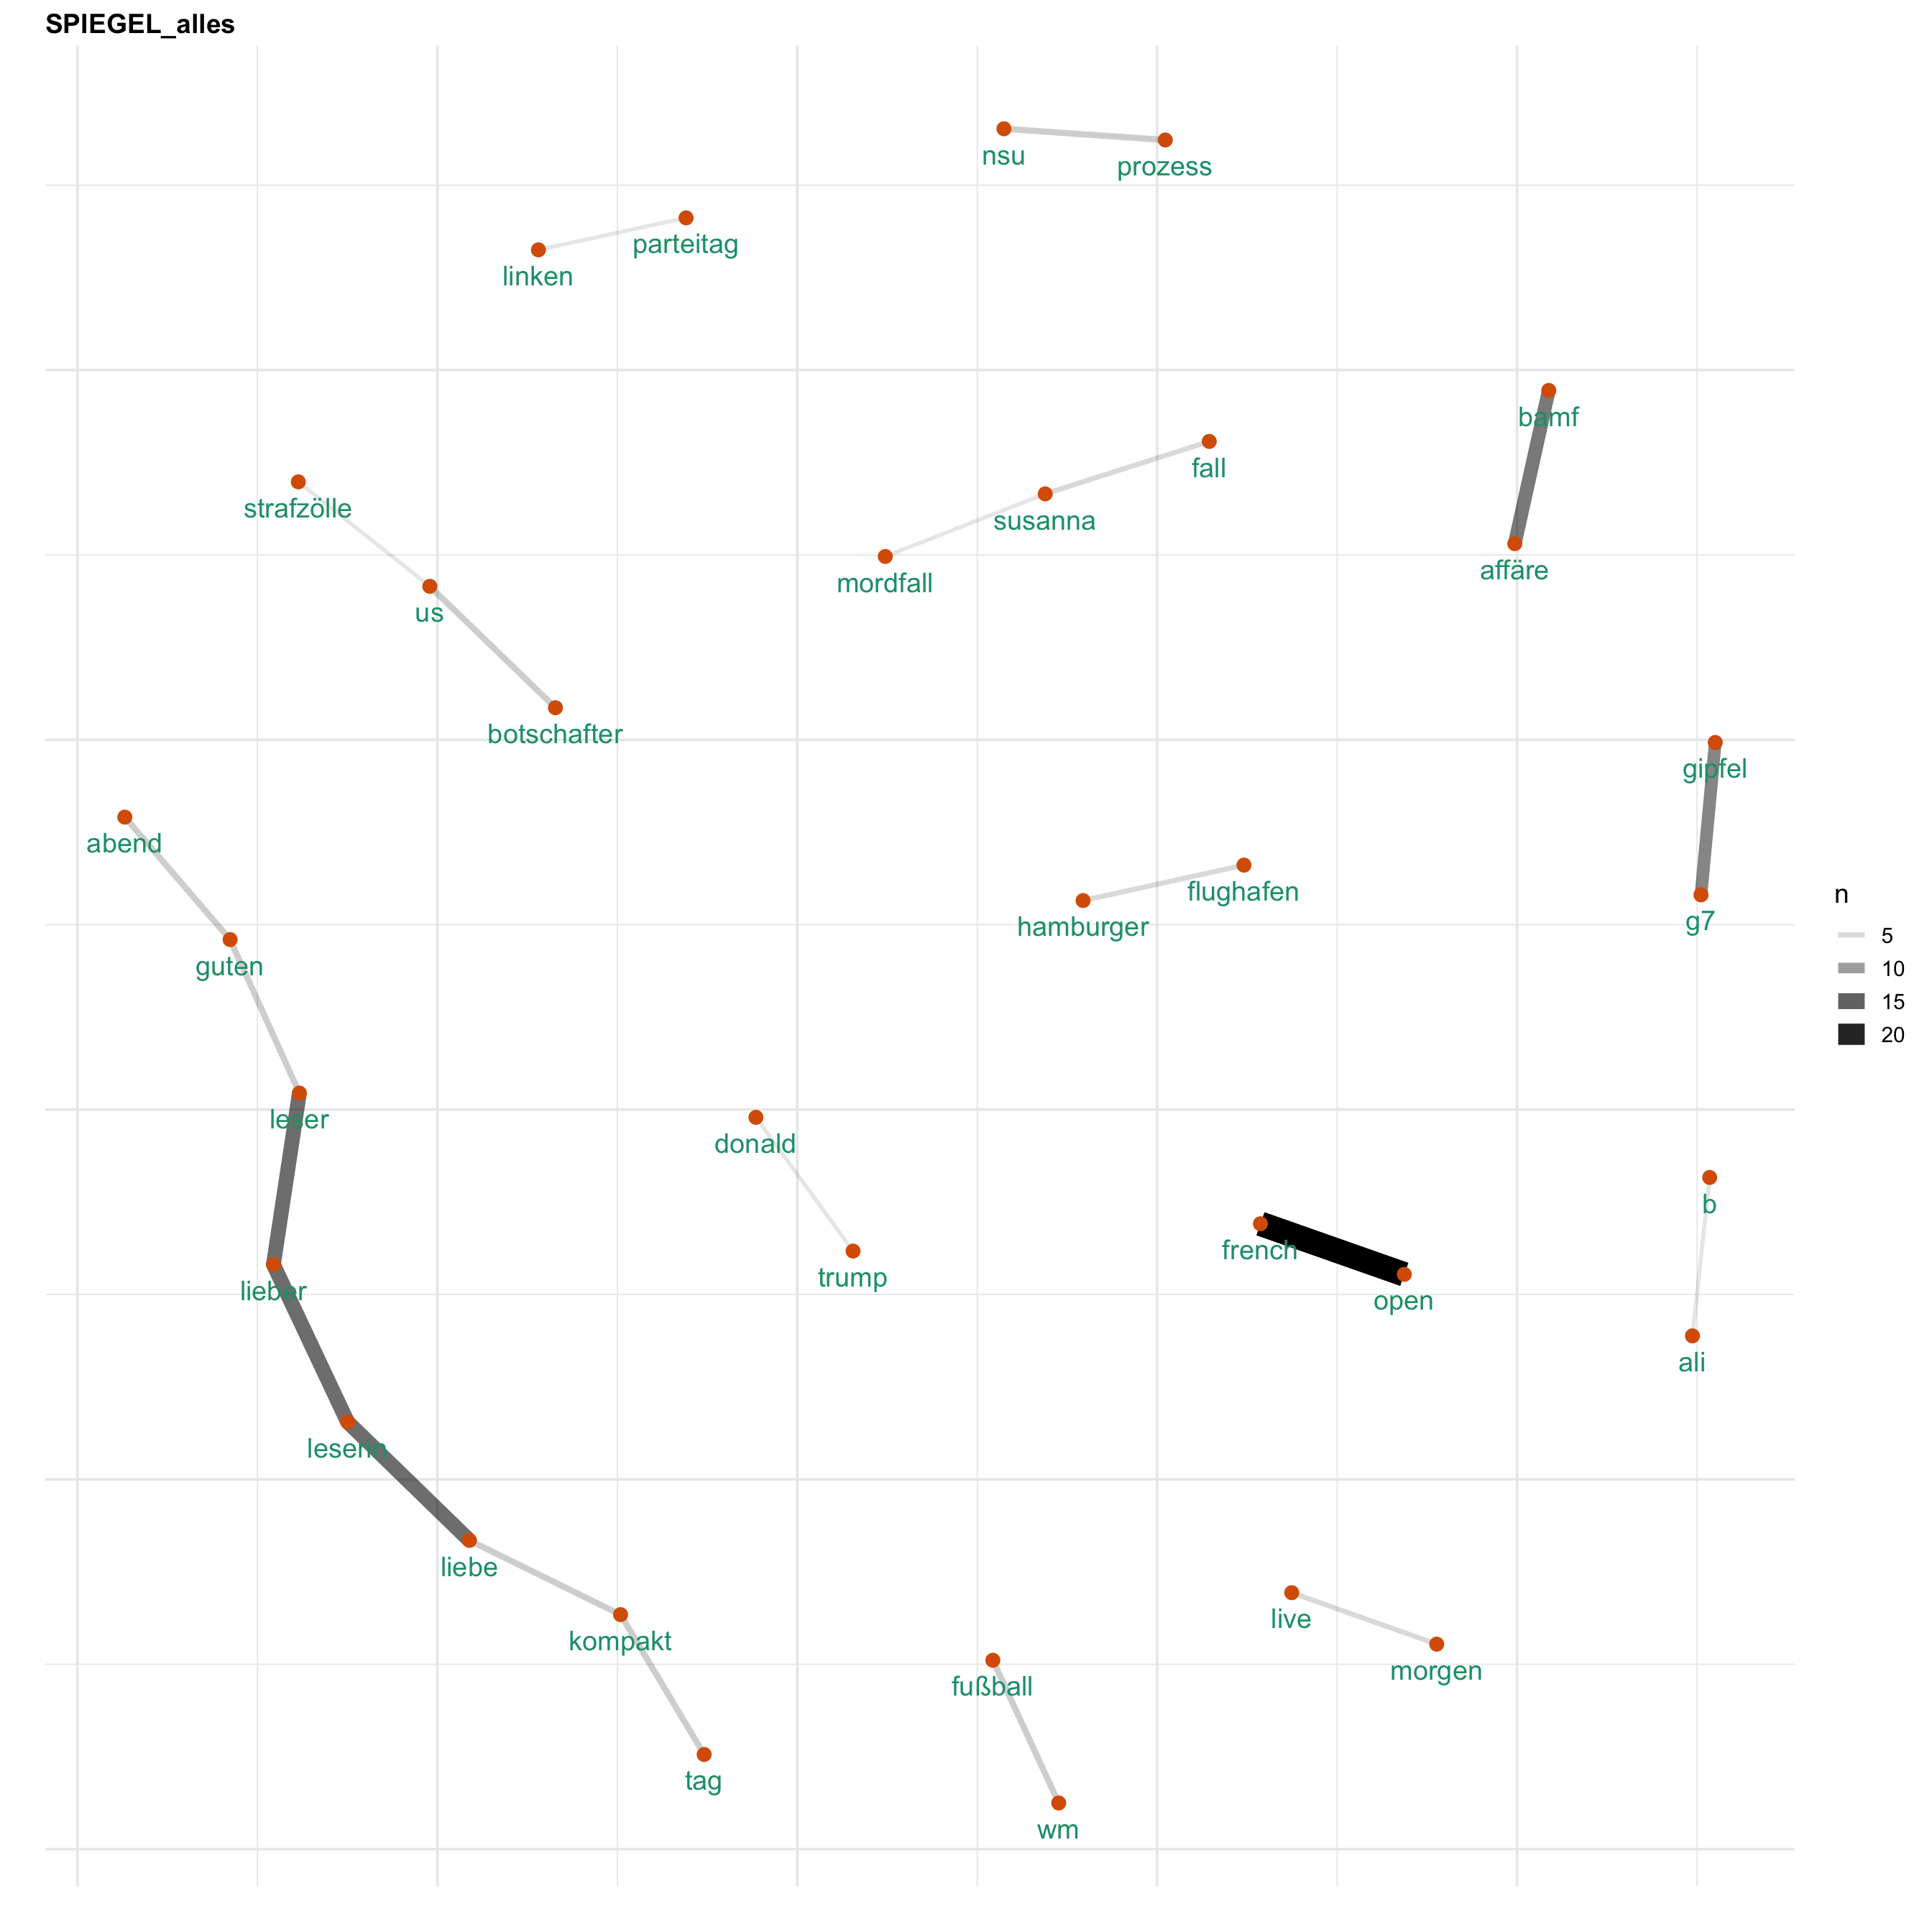 SPIEGEL_alles
nsu
prozess
parteitag
linken
bamf
fall
strafzölle
susanna
affäre
mordfall
us
botschafter
gipfel
abend
flughafen
n
g7
hamburger
5
guten
10
15
20
leser
donald
b
french
trump
lieber
open
ali
leserin
liebe
live
kompakt
morgen
fußball
tag
wm